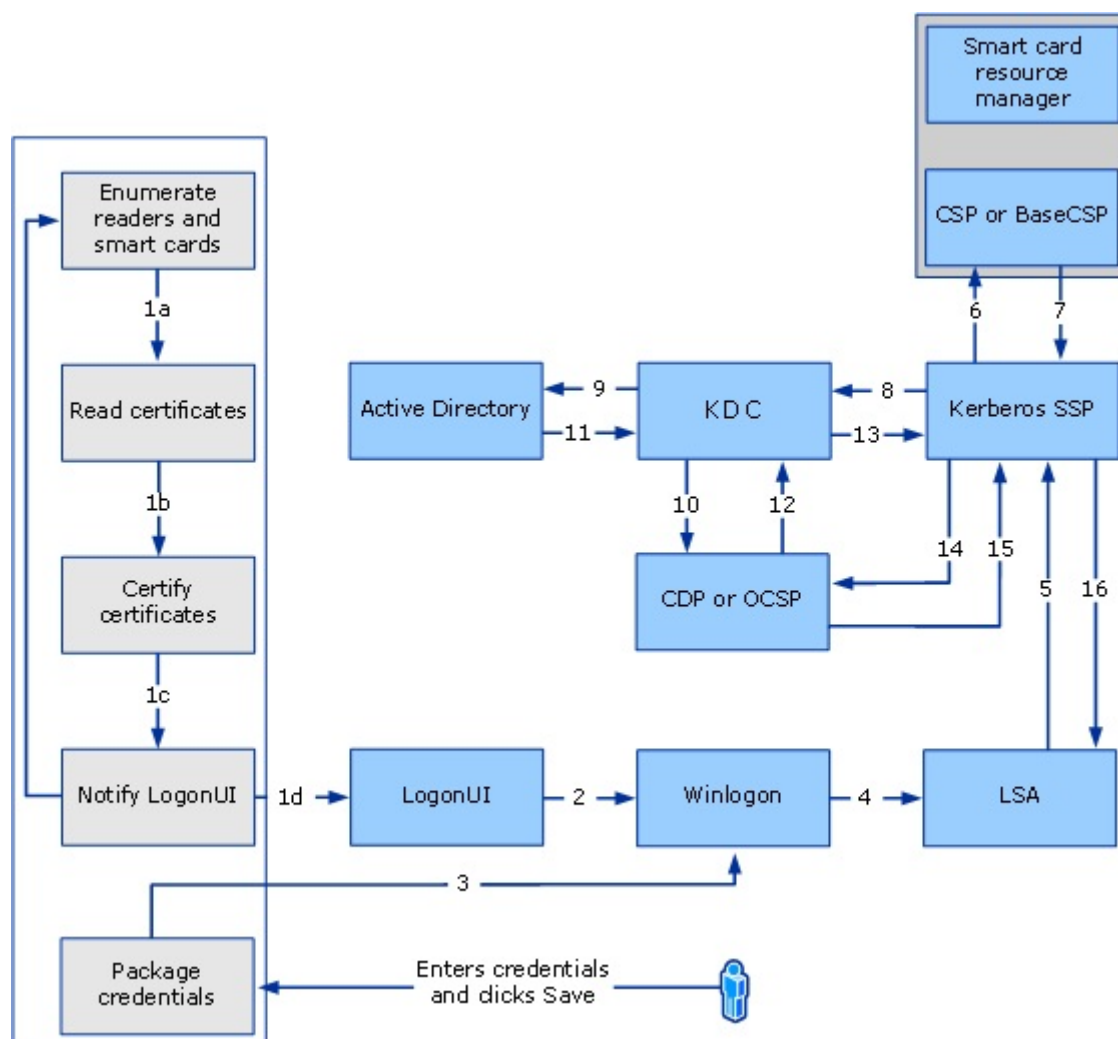 Smart card
resource
manager
CSP or BaseCSP
Enumerate
readers and
smart cards
1a
6
7
Read certificates
Active Directory
9
11
K D C
8
13
Kerberos SSP
1b
10
12
14
15
5
16
Certify
certificates
CDP or OCSP
1c
Notify LogonUI
1d
LogonUI
2
Winlogon
4
LSA
3
Package
credentials
Enters credentials
and clicks Save